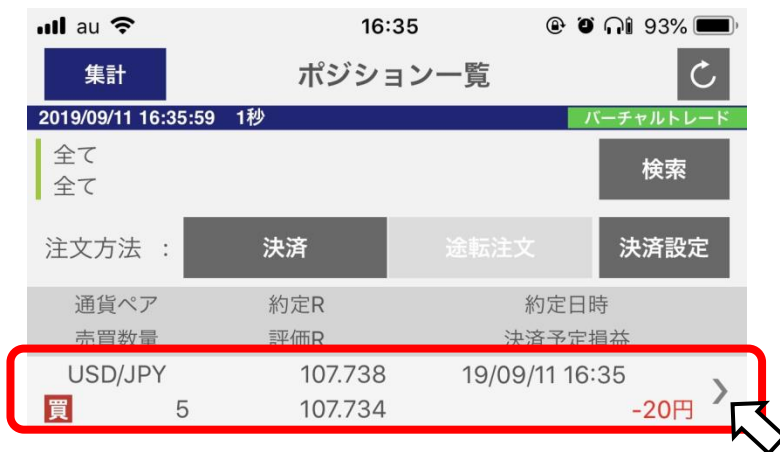 au 16:35 93%
集計 ポジション一覧
2019/09/11 16:35:59 1秒 バーチャルトレード
全て
全て
検索
注文方法 : 決済 途転注文 決済設定
通貨ペア 約定R 約定日時
売買数量 評価R 決済予定損益
USD/JPY 107.738 19/09/11 16:35
買 5 107.734 -20円